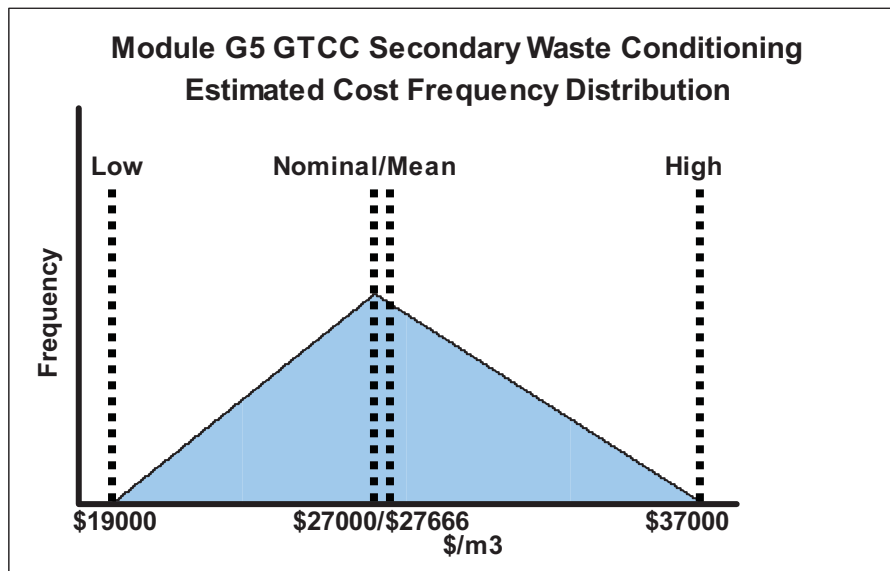 Module G5 GTCC Secondary Waste Conditioning
Estimated Cost Frequency Distribution
Low
Nominal/Mean
High
Frequency
$19000
$27000/$27666
$37000
$/m3